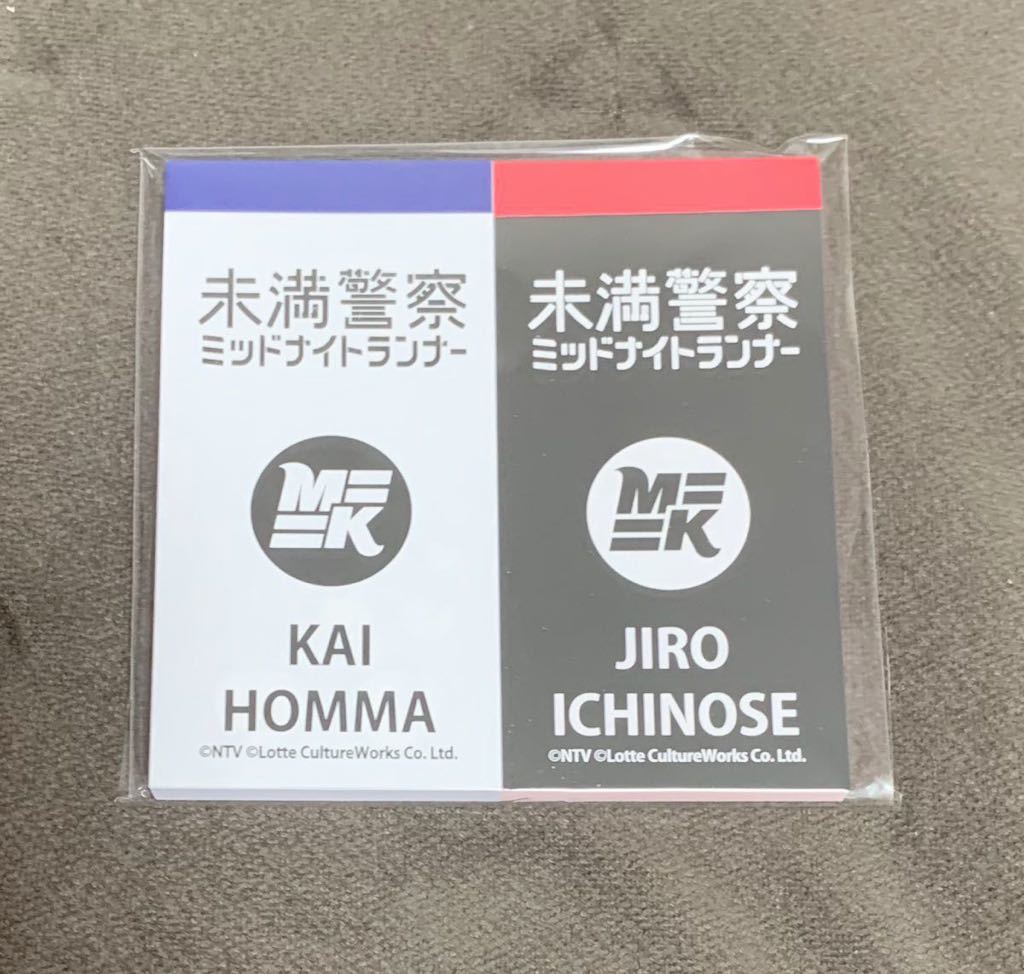 未満警察
ミッドナイトランナー
MK
KAI
HOMMA
©NTV ©Lotte CultureWorks Co. Ltd.
未満警察
ミッドナイトランナー
MK
JIRO
ICHINOSE
©NTV ©Lotte CultureWorks Co. Ltd.